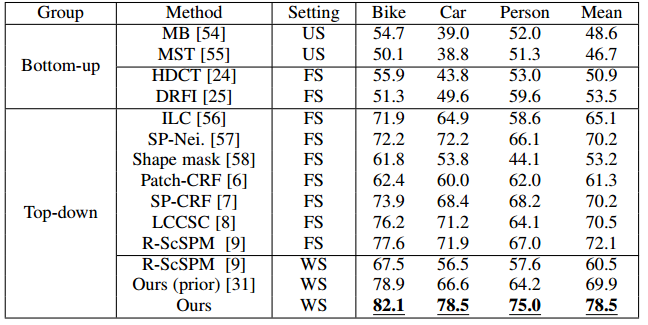 Group Method Setting Bike Car Person Mean
Bottom-up MB [54] US 54.7 39.0 52.0 48.6
MST [55] US 50.1 38.8 51.3 46.7
HDCT [24] FS 55.9 43.8 53.0 50.9
DRFI [25] FS 51.3 49.6 59.6 53.5
Top-down ILC [56] FS 71.9 64.9 58.6 65.1
SP-Nei. [57] FS 72.2 72.2 66.1 70.2
Shape mask [58] FS 61.8 53.8 44.1 53.2
Patch-CRF [6] FS 62.4 60.0 62.0 61.3
SP-CRF [7] FS 73.9 68.4 68.2 70.2
LCCSC [8] FS 76.2 71.2 64.1 70.5
R-ScSPM [9] FS 77.6 71.9 67.0 72.1
R-ScSPM [9] WS 67.5 56.5 57.6 60.5
Ours (prior) [31] WS 78.9 66.6 64.2 69.9
Ours WS 82.1 78.5 75.0 78.5